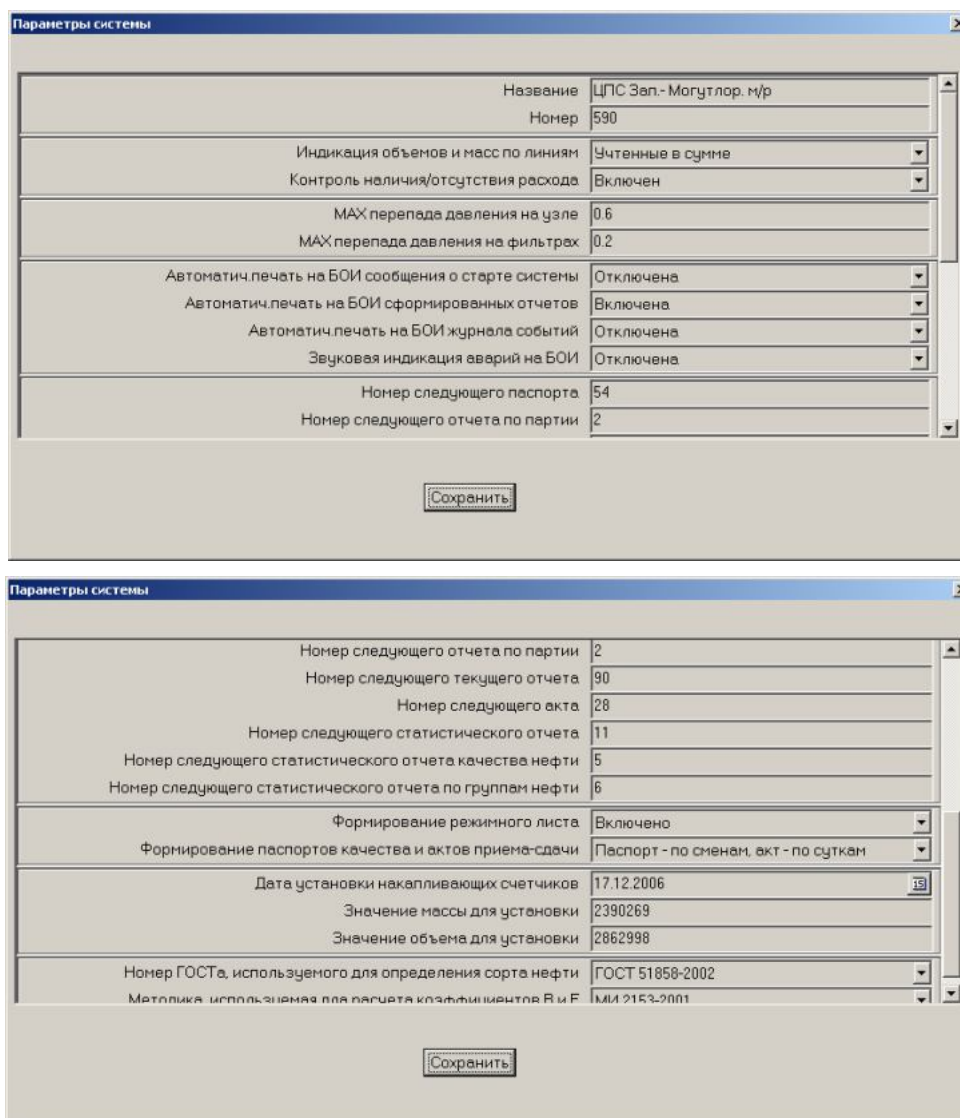 Параметры системы
Название ЦПС Зап.- Могутлор. м/р
Номер 590
Индикация объемов и масс по линиям Учтенные в сумме
Контроль наличия/отсутствия расхода Включен
MAX перепада давления на узле 0.6
MAX перепада давления на фильтрах 0.2
Автоматич.печать на БОИ сообщения о старте системы Отключена
Автоматич.печать на БОИ сформированных отчетов Включена
Автоматич.печать на БОИ журнала событий Отключена
Звуковая индикация аварий на БОИ Отключена
Номер следующего паспорта 54
Номер следующего отчета по партии 2
Сохранить
Параметры системы
Номер следующего отчета по партии 2
Номер следующего текущего отчета 90
Номер следующего акта 28
Номер следующего статистического отчета 11
Номер следующего статистического отчета качества нефти 5
Номер следующего статистического отчета по группам нефти 6
Формирование режимного листа Включено
Формирование паспортов качества и актов приема-сдачи Паспорт - по сменам, акт - по суткам
Дата установки накапливающих счетчиков 17.12.2006 15
Значение массы для установки 2390269
Значение объема для установки 2862998
Номер ГОСТа, используемого для определения сорта нефти ГОСТ 51858-2002
Методика, используемая для расчета коэффициентов B и F МИ 2153-2001
Сохранить